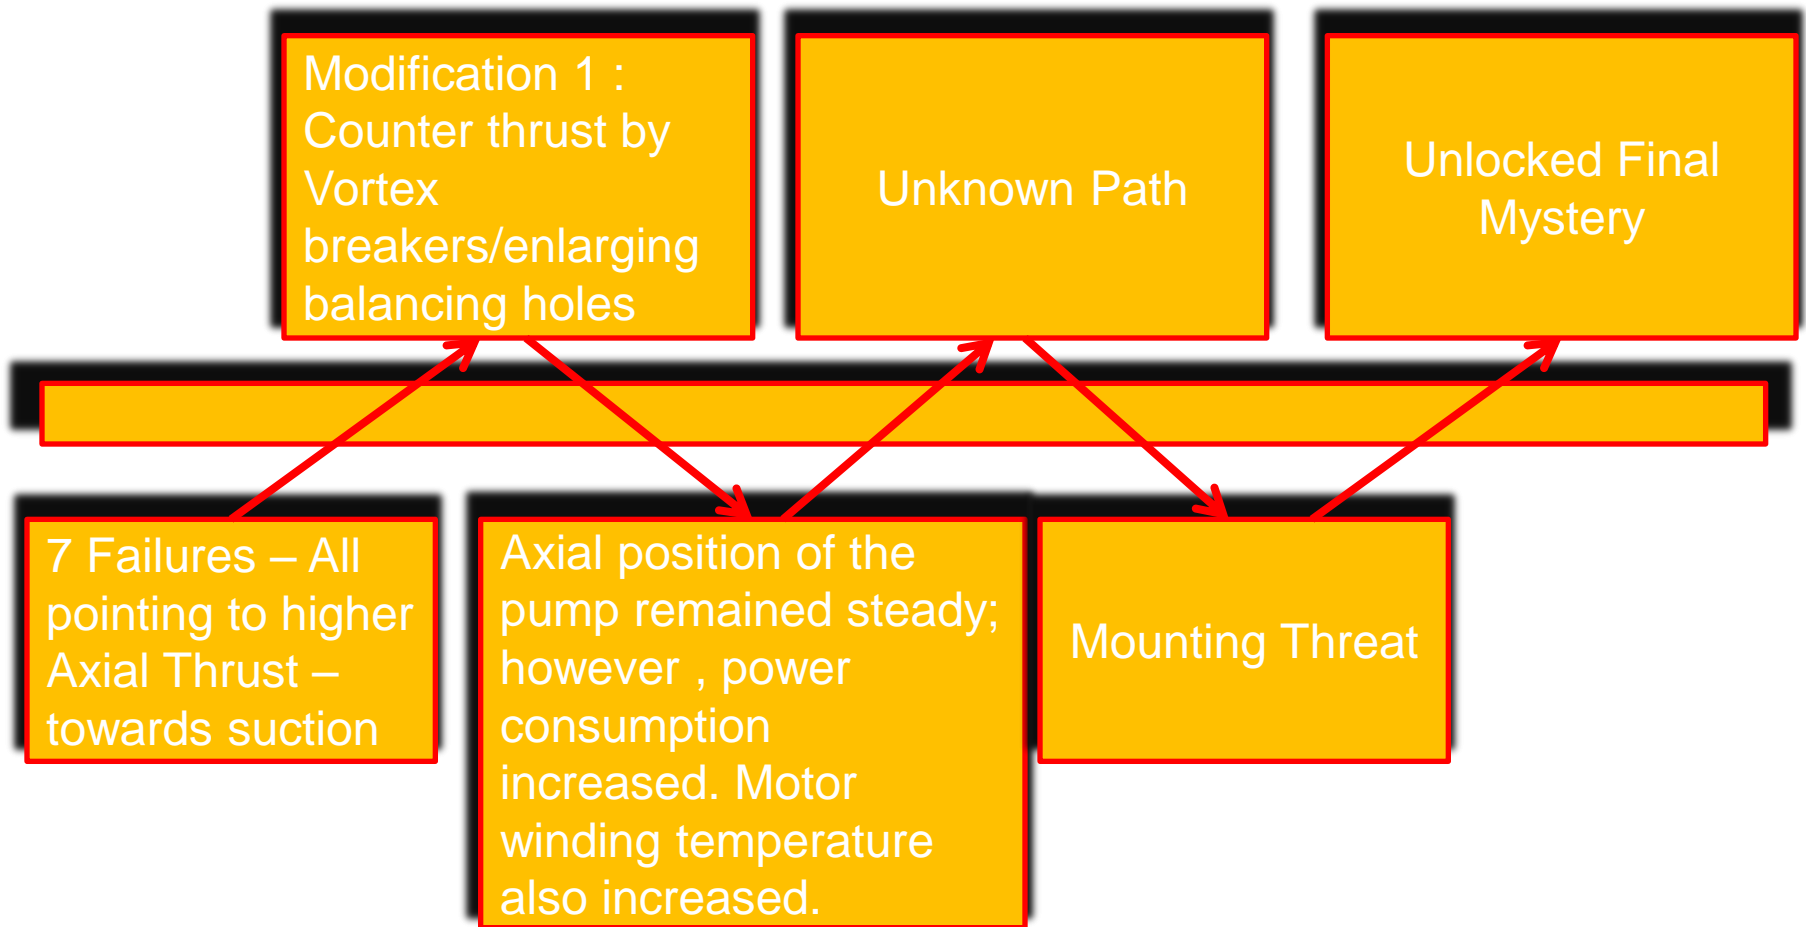 Modification 1 :
Counter thrust by
Vortex
breakers/enlarging
balancing holes
Unknown Path
Unlocked Final
Mystery
7 Failures – All
pointing to higher
Axial Thrust –
towards suction
Axial position of the
pump remained steady;
however , power
consumption
increased. Motor
winding temperature
also increased.
Mounting Threat